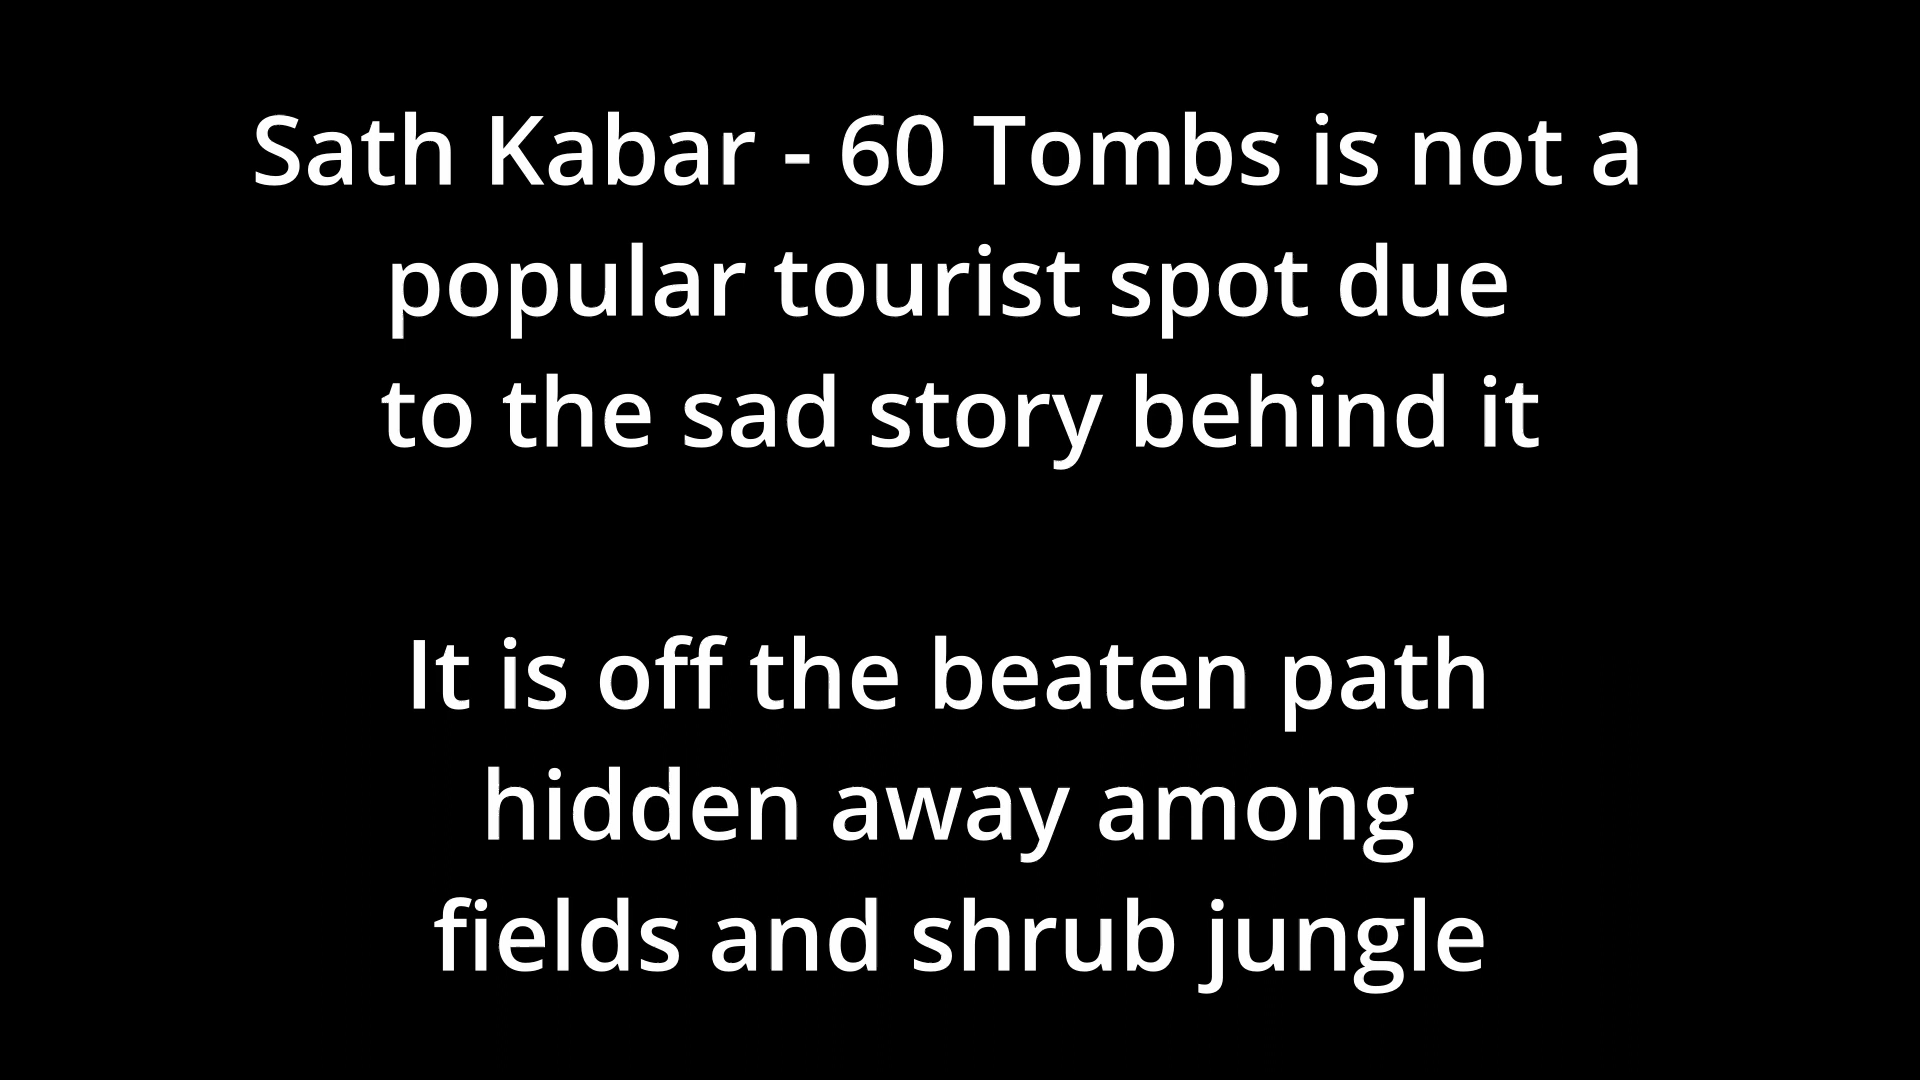 Sath Kabar - 60 Tombs is not a
popular tourist spot due
to the sad story behind it
It is off the beaten path
hidden away among
fields and shrub jungle